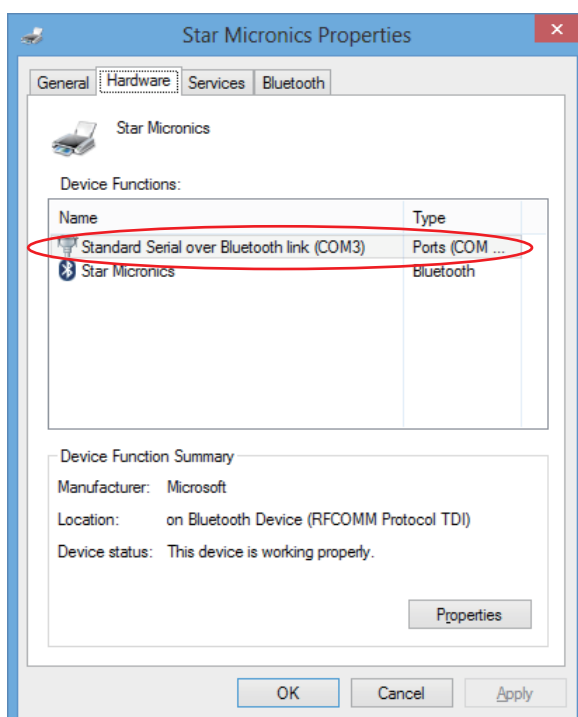 Star Micronics Properties
General Hardware Services Bluetooth
Star Micronics
Device Functions:
Name Type
Standard Serial over Bluetooth link (COM3) Ports (COM ...
Star Micronics Bluetooth
Device Function Summary
Manufacturer: Microsoft
Location: on Bluetooth Device (RFCOMM Protocol TDI)
Device status: This device is working properly.
Properties
OK Cancel Apply